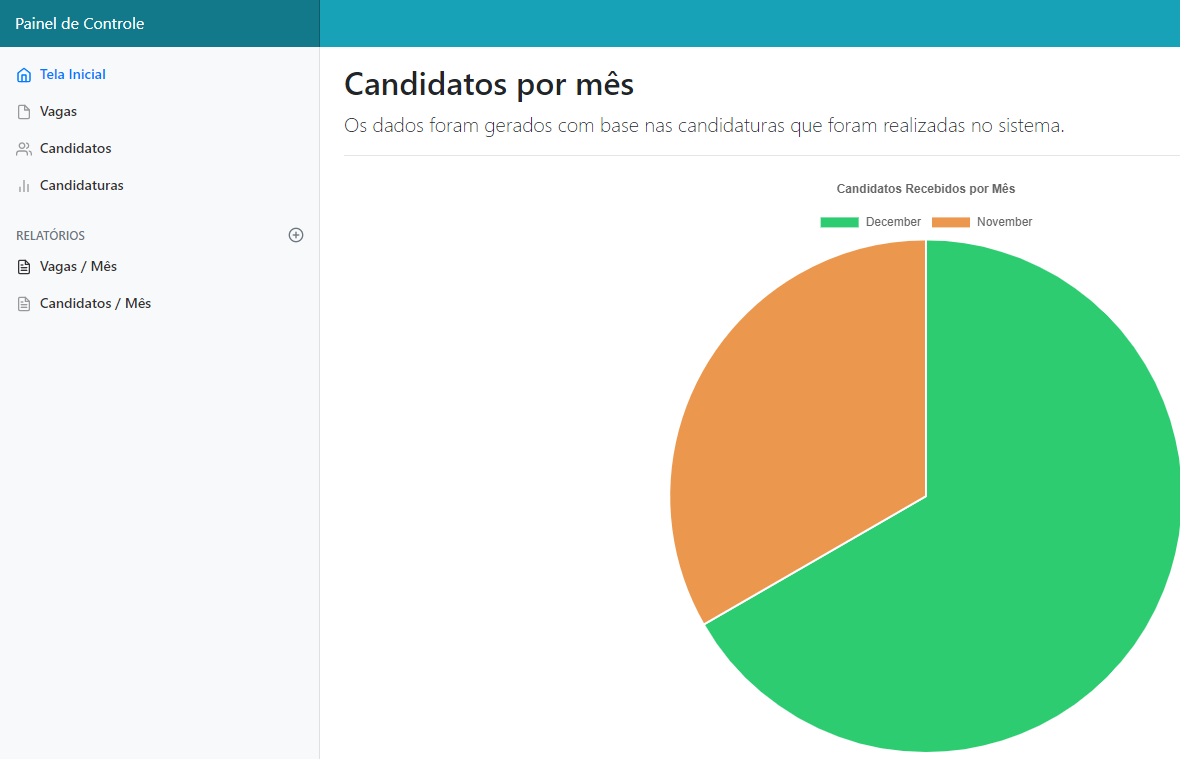 Painel de Controle
Tela Inicial
Vagas
Candidatos
Candidaturas
RELATÓRIOS
Vagas / Mês
Candidatos / Mês
Candidatos por mês
Os dados foram gerados com base nas candidaturas que foram realizadas no sistema.
Candidatos Recebidos por Mês
December November